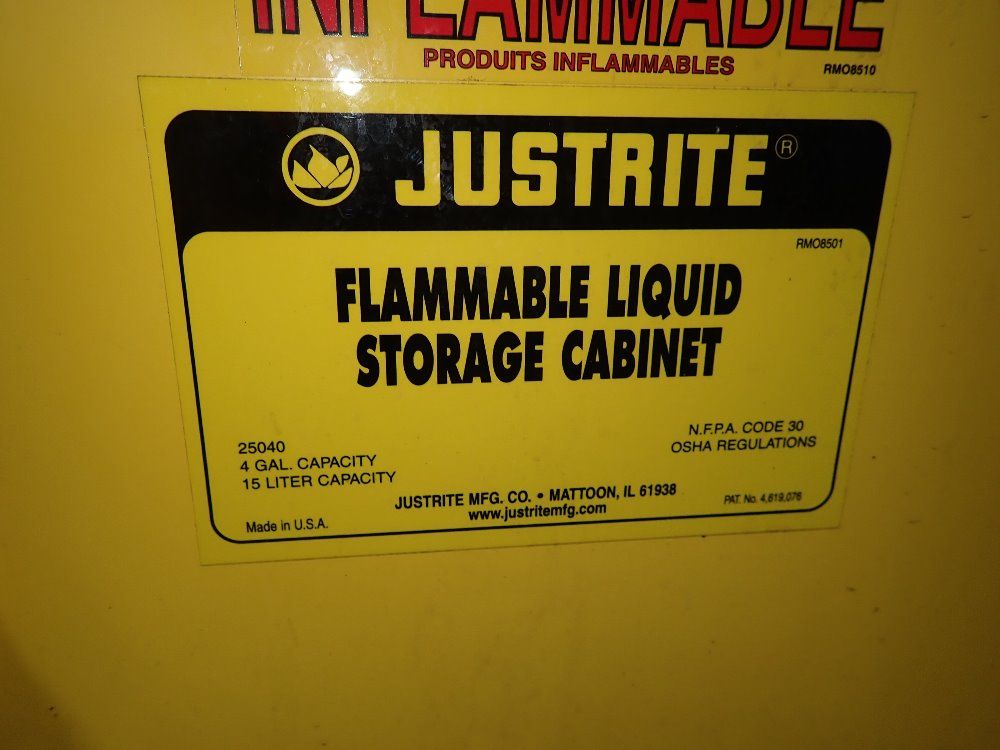 INFLAMMABLE
PRODUITS INFLAMMABLES
RMO8510
JUSTRITE®
RMO8501
FLAMMABLE LIQUID
STORAGE CABINET
25040
4 GAL. CAPACITY
15 LITER CAPACITY
N.F.P.A. CODE 30
OSHA REGULATIONS
JUSTRITE MFG. CO. • MATTOON, IL 61938
www.justritemfg.com
PAT. No. 4,619,076
Made in U.S.A.